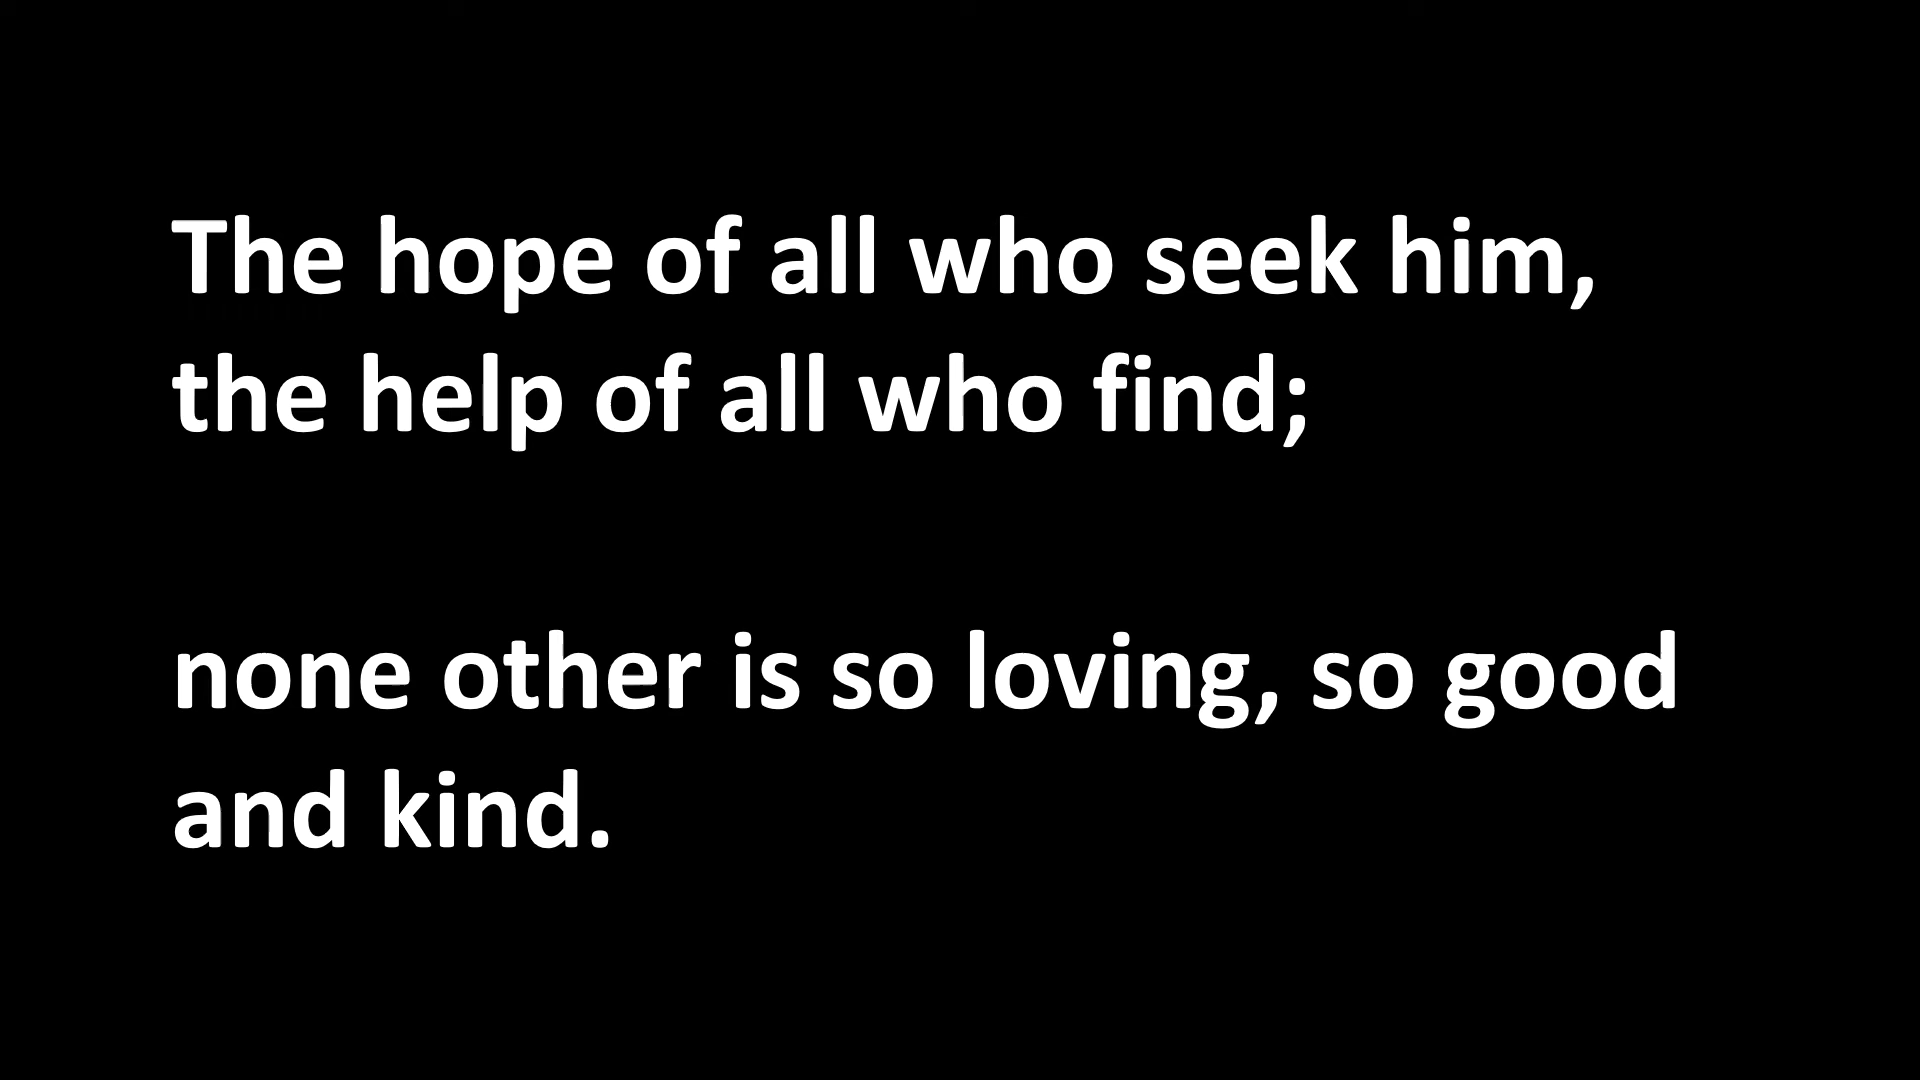 The hope of all who seek him,
the help of all who find;
none other is so loving, so good
and kind.